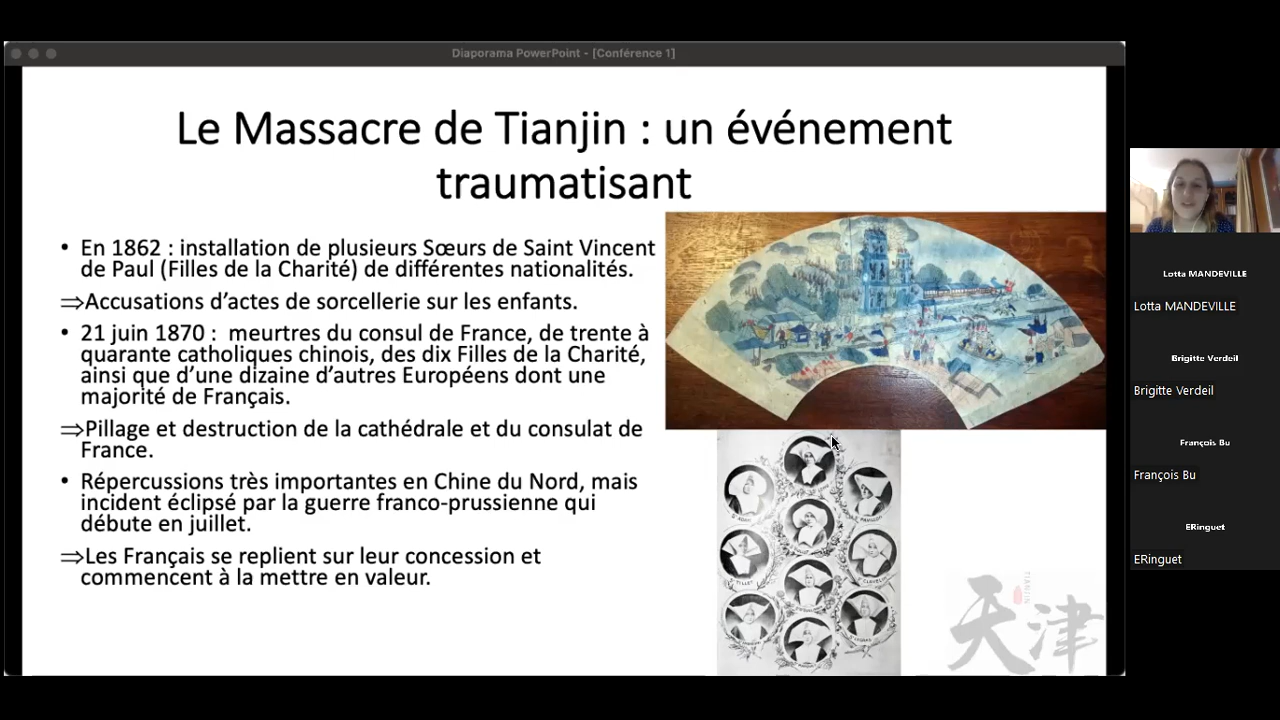 Diaporama PowerPoint - [Conférence 1]
Le Massacre de Tianjin : un événement
traumatisant
• En 1862 : installation de plusieurs Sœurs de Saint Vincent
de Paul (Filles de la Charité) de différentes nationalités.
⇒Accusations d’actes de sorcellerie sur les enfants.
• 21 juin 1870 : meurtres du consul de France, de trente à
quarante catholiques chinois, des dix Filles de la Charité,
ainsi que d’une dizaine d’autres Européens dont une
majorité de Français.
⇒Pillage et destruction de la cathédrale et du consulat de
France.
• Répercussions très importantes en Chine du Nord, mais
incident éclipsé par la guerre franco-prussienne qui
débute en juillet.
⇒Les Français se replient sur leur concession et
commencent à la mettre en valeur.
CLAVELIN
TIANJIN
天津
Lotta MANDEVILLE
Lotta MANDEVILLE
Brigitte Verdeil
Brigitte Verdeil
François Bu
François Bu
ERinguet
ERinguet